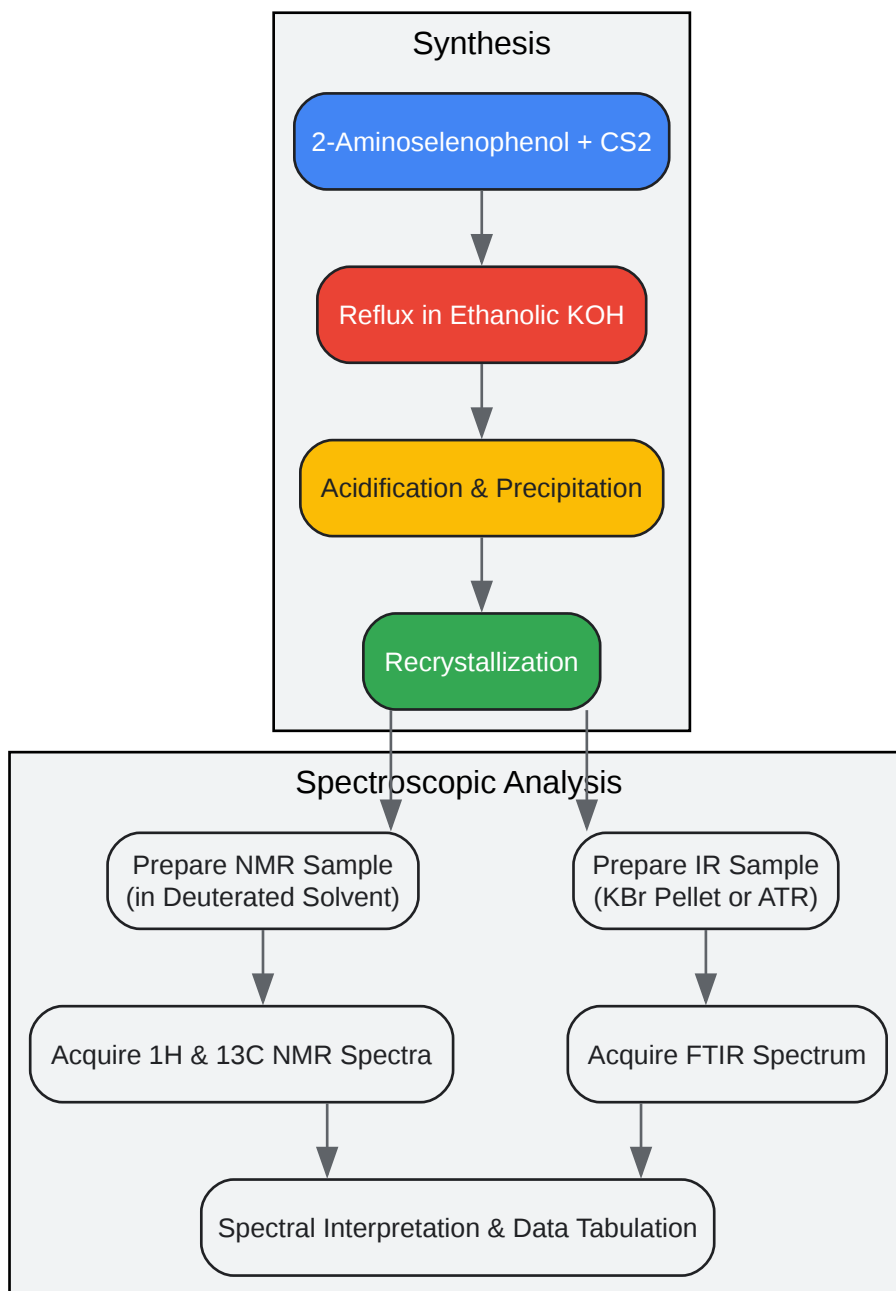 Synthesis
2-Aminoselenophenol + CS2
Reflux in Ethanolic KOH
Acidification & Precipitation
Recrystallization
Spectroscopic Analysis
Prepare NMR Sample
(in Deuterated Solvent)
Prepare IR Sample
(KBr Pellet or ATR)
Acquire 1H & 13C NMR Spectra
Acquire FTIR Spectrum
Spectral Interpretation & Data Tabulation